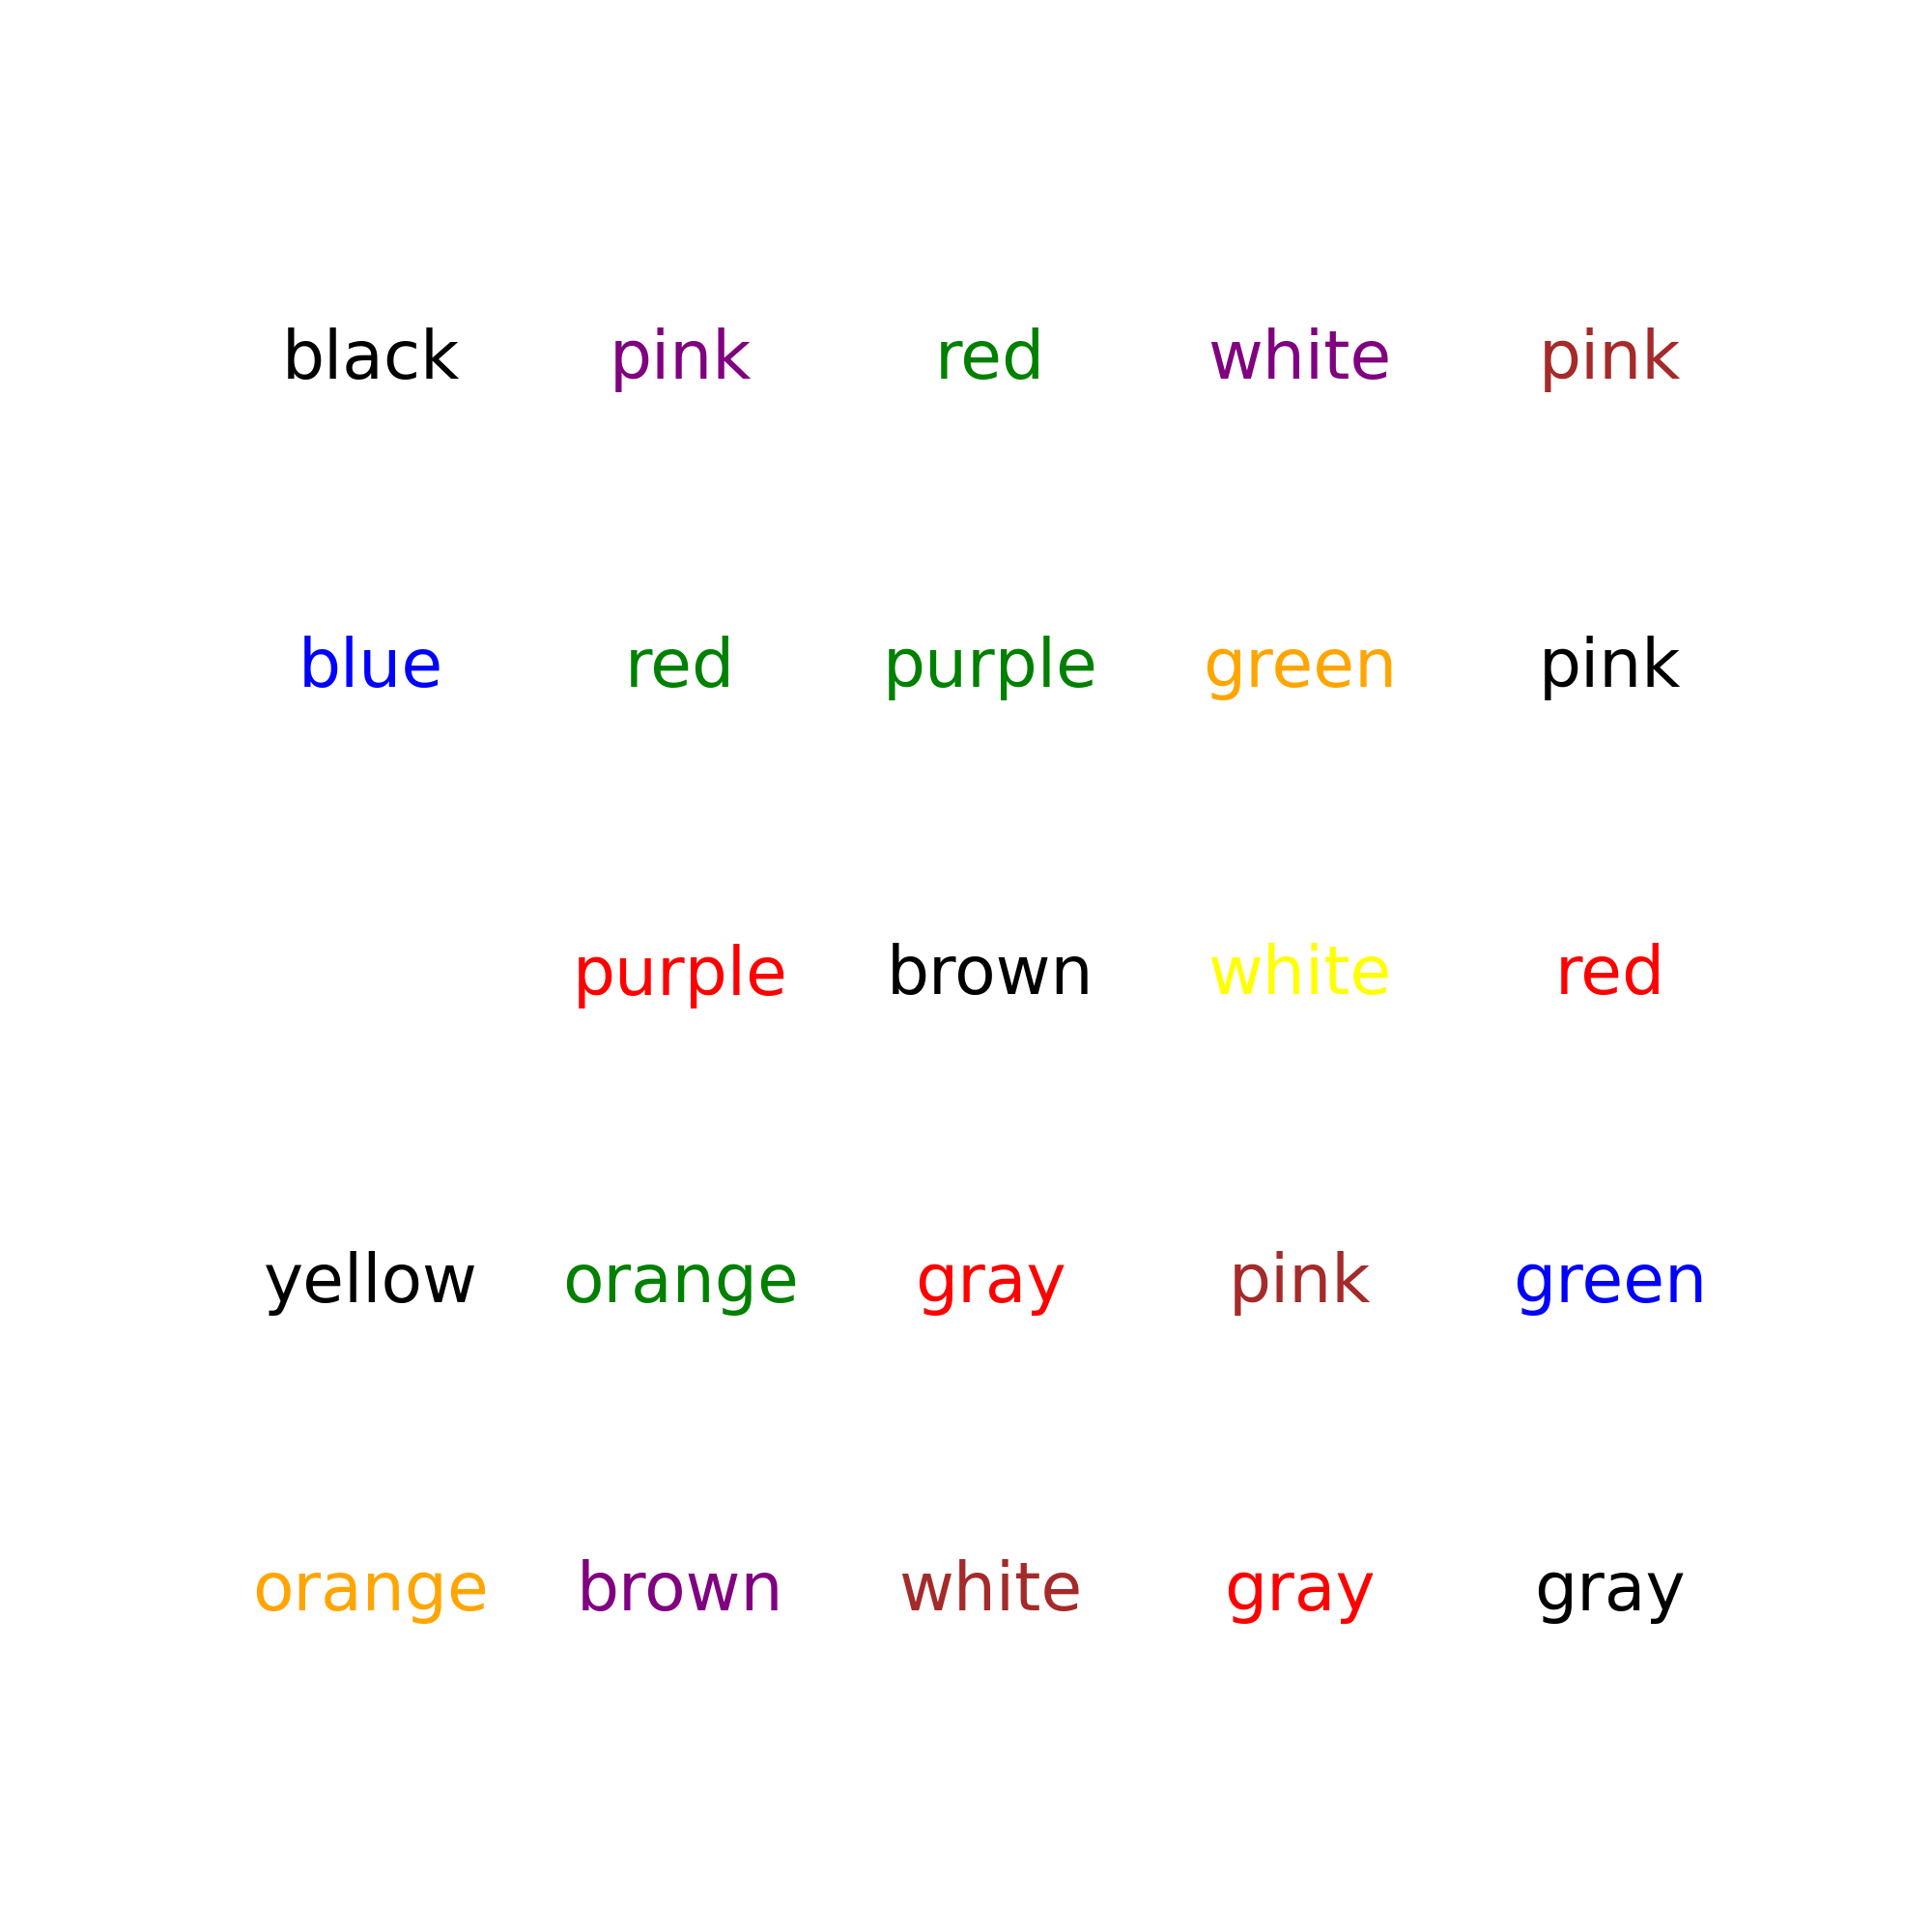 black pink red white pink
blue red purple green pink
purple brown white red
yellow orange gray pink green
orange brown white gray gray